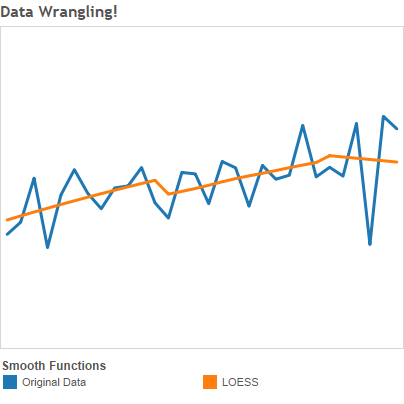 Data Wrangling!
Smooth Functions
Original Data
LOESS